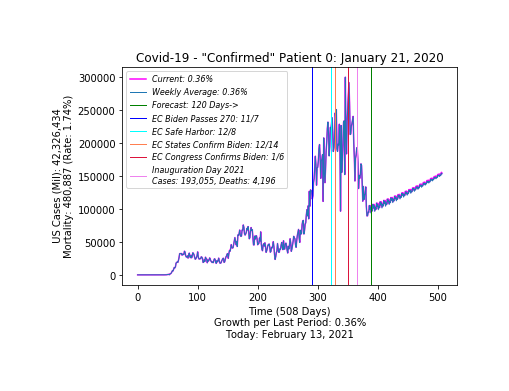 Covid-19 - "Confirmed" Patient 0: January 21, 2020
US Cases (Mil): 42,326,434
Mortality: 480,887 (Rate: 1.74%)
300000
250000
200000
150000
100000
50000
0
Current: 0.36%
Weekly Average: 0.36%
Forecast: 120 Days->
EC Biden Passes 270: 11/7
EC Safe Harbor: 12/8
EC States Confirm Biden: 12/14
EC Congress Confirms Biden: 1/6
Inauguration Day 2021
Cases: 193,055, Deaths: 4,196
0 100 200 300 400 500
Time (508 Days)
Growth per Last Period: 0.36%
Today: February 13, 2021